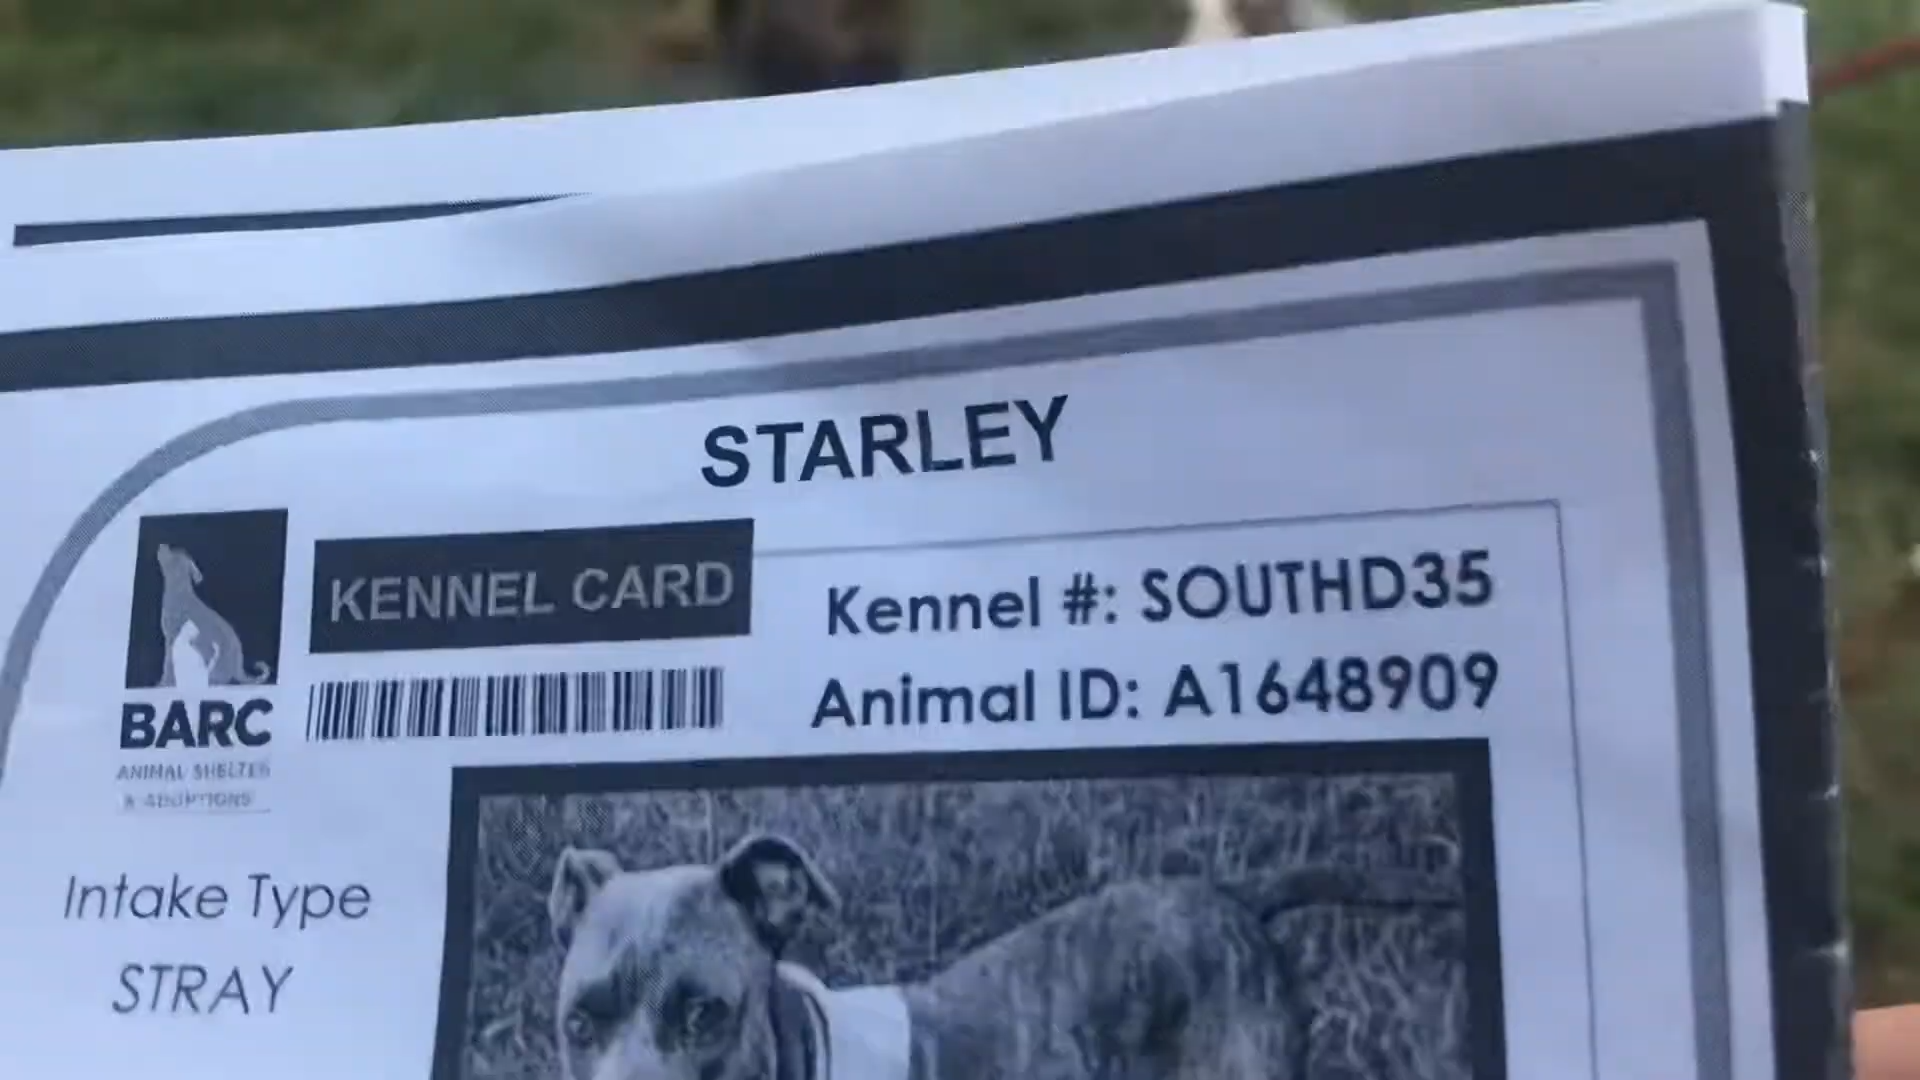 STARLEY
KENNEL CARD
Kennel #: SOUTHD35
Animal ID: A1648909
BARC
ANIMAL SHELTER
& ADOPTIONS
Intake Type
STRAY